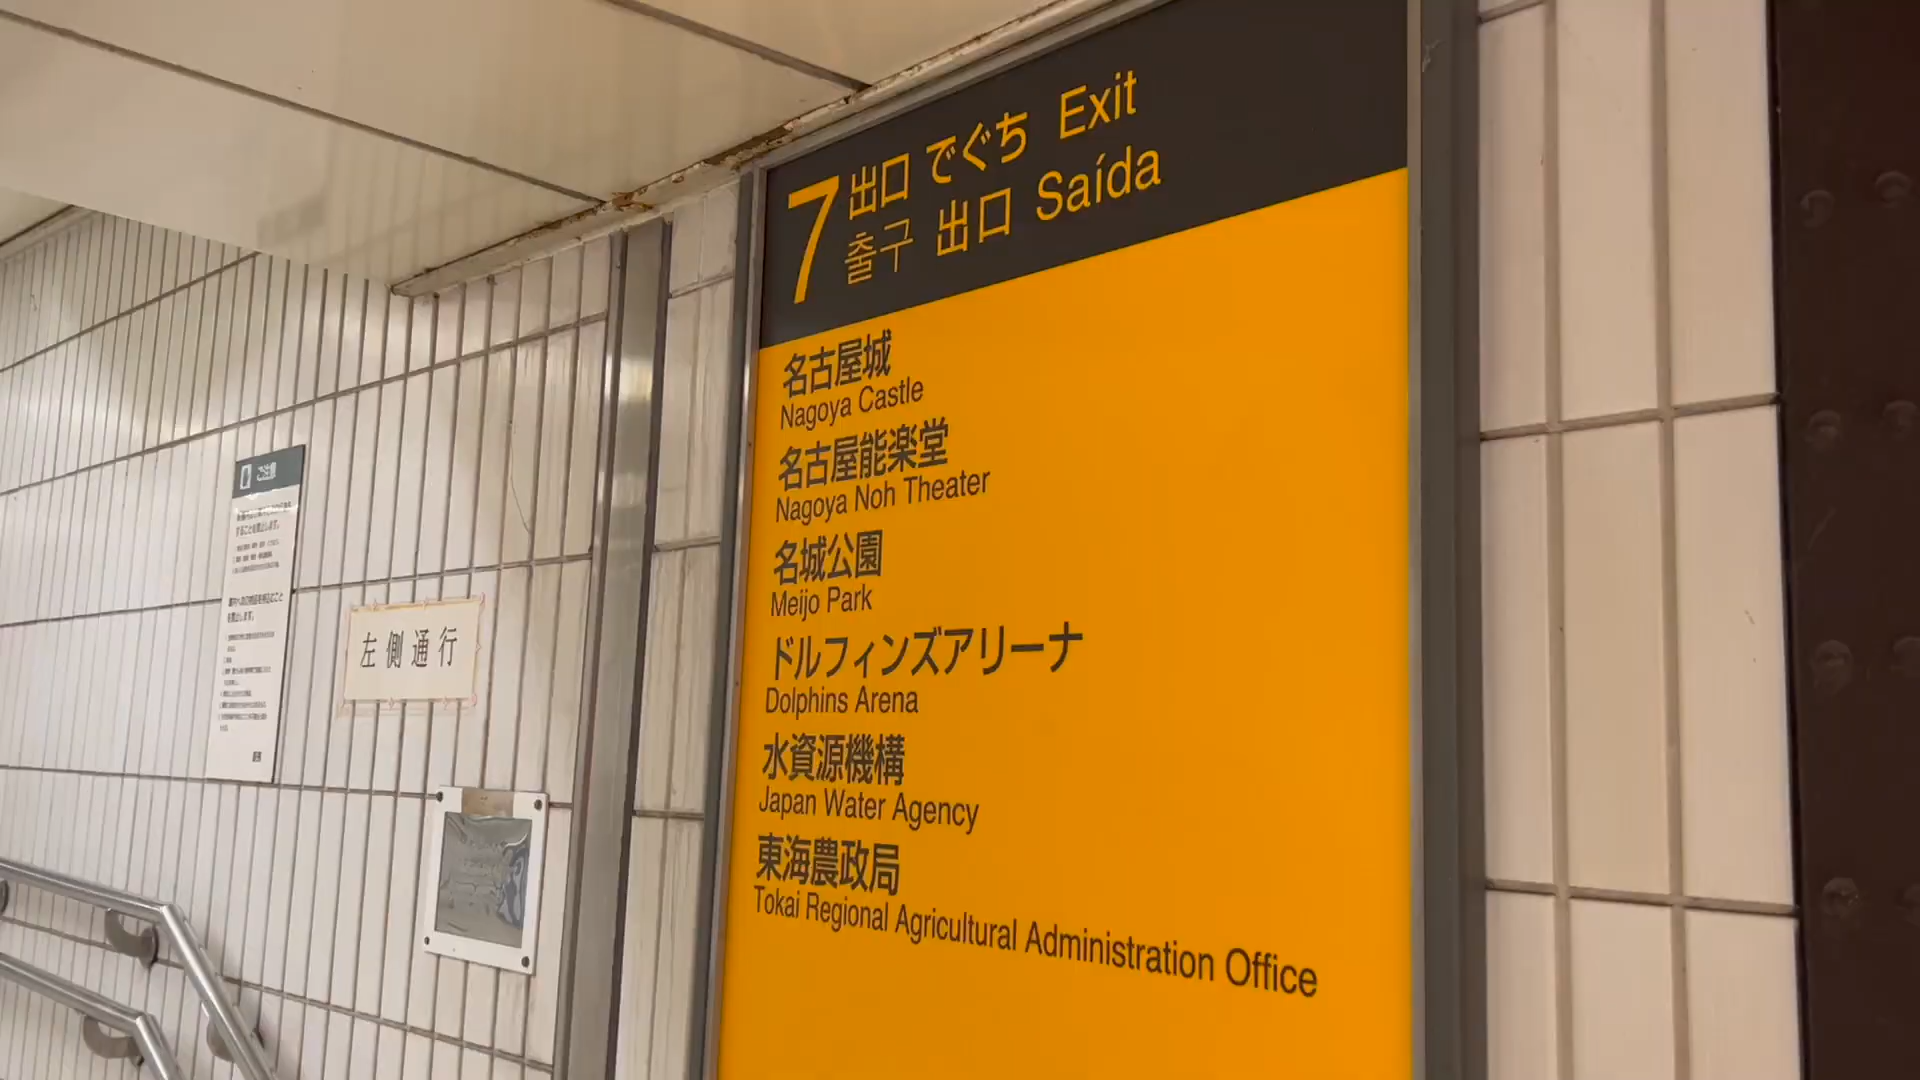 7 出口 でぐち Exit
출구 出口 Saída
名古屋城
Nagoya Castle
名古屋能楽堂
Nagoya Noh Theater
名城公園
Meijo Park
ドルフィンズアリーナ
Dolphins Arena
水資源機構
Japan Water Agency
東海農政局
Tokai Regional Agricultural Administration Office
左側通行